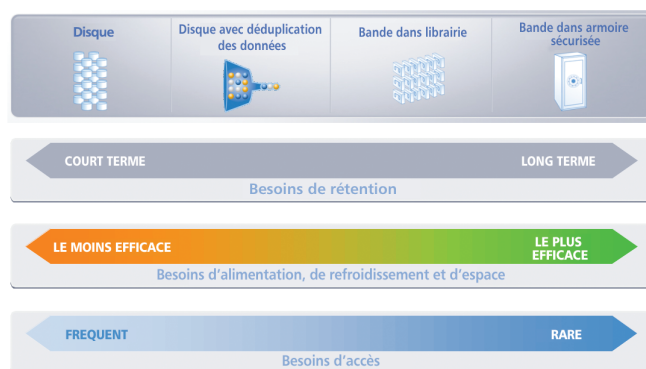 Disque
Disque avec déduplication
des données
Bande dans librairie
Bande dans armoire
sécurisée
COURT TERME
LONG TERME
Besoins de rétention
LE MOINS EFFICACE
LE PLUS
EFFICACE
Besoins d'alimentation, de refroidissement et d'espace
FREQUENT
RARE
Besoins d'accès